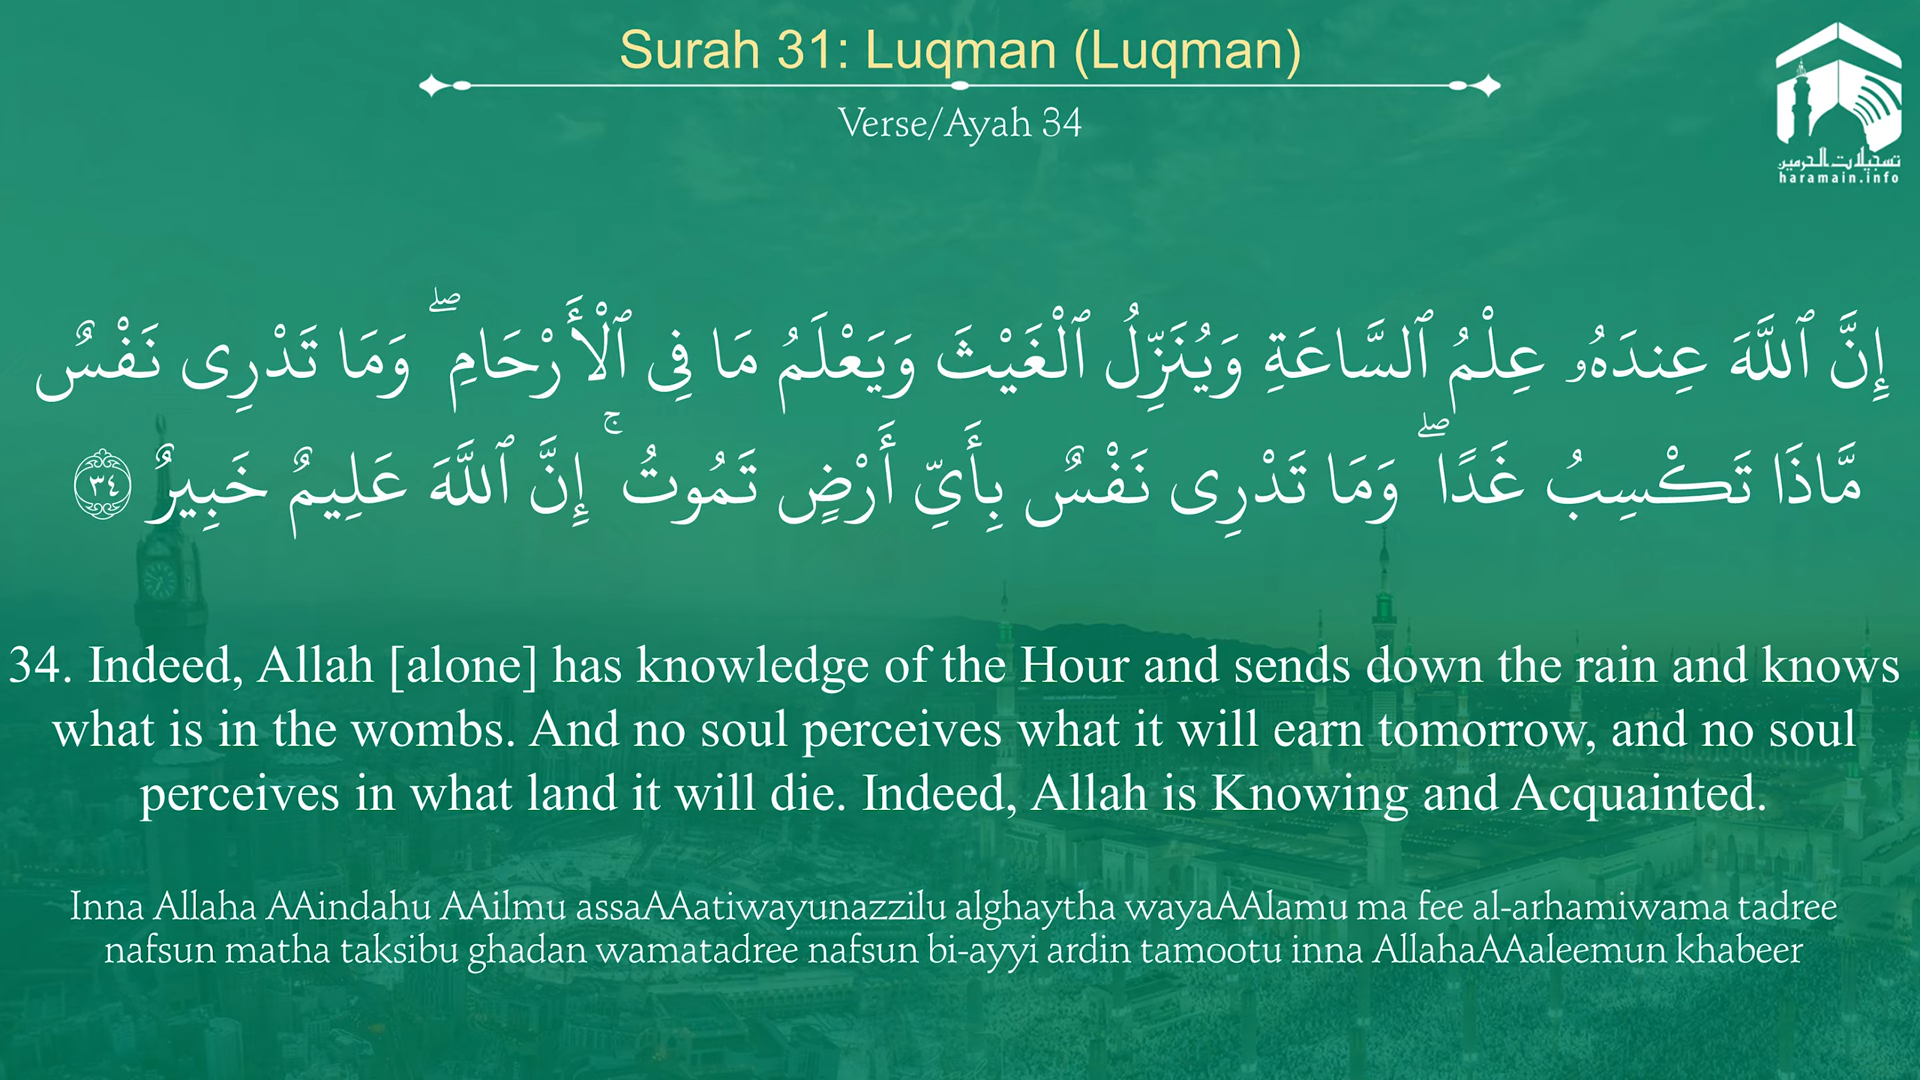 Surah 31: Luqman (Luqman)
Verse/Ayah 34
تسجيلات الحرمين
haramain.info
إِنَّ ٱللَّهَ عِندَهُۥ عِلْمُ ٱلسَّاعَةِ وَيُنَزِّلُ ٱلْغَيْثَ وَيَعْلَمُ مَا فِى ٱلْأَرْحَامِ ۖ وَمَا تَدْرِى نَفْسٌ
مَّاذَا تَكْسِبُ غَدًا ۖ وَمَا تَدْرِى نَفْسٌۢ بِأَىِّ أَرْضٍ تَمُوتُ ۚ إِنَّ ٱللَّهَ عَلِيمٌ خَبِيرٌۢ ٣٤
34. Indeed, Allah [alone] has knowledge of the Hour and sends down the rain and knows
what is in the wombs. And no soul perceives what it will earn tomorrow, and no soul
perceives in what land it will die. Indeed, Allah is Knowing and Acquainted.
Inna Allaha AAindahu AAilmu assaAAatiwayunazzilu alghaytha wayaAAlamu ma fee al-arhamiwama tadree
nafsun matha taksibu ghadan wamatadree nafsun bi-ayyi ardin tamootu inna AllahaAAaleemun khabeer